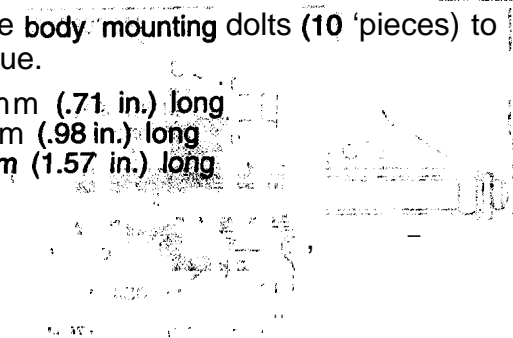 e body mounting dolts (10 'pieces) to
ue.
nm (.71 in.) long
m (.98 in.) long
m (1.57 in.) long